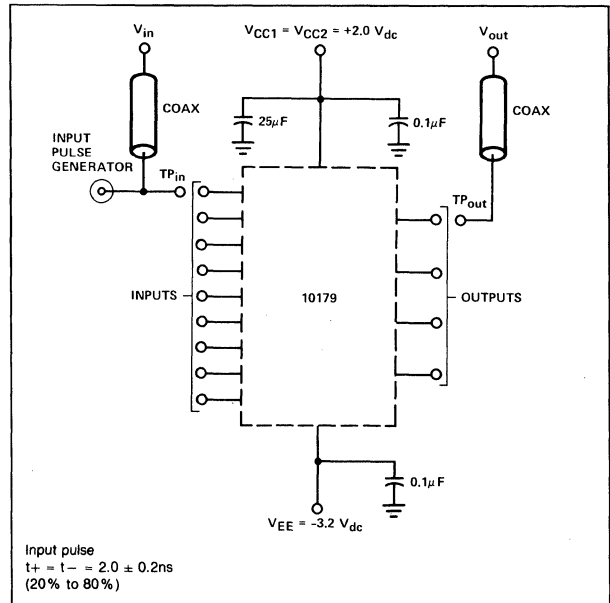 V_in
V_CC1 = V_CC2 = +2.0 V_dc
V_out
COAX
COAX
25μF
0.1μF
INPUT
PULSE
GENERATOR
TP_in
TP_out
INPUTS
10179
OUTPUTS
0.1μF
V_EE = -3.2 V_dc
Input pulse
t+ = t− = 2.0 ± 0.2ns
(20% to 80%)